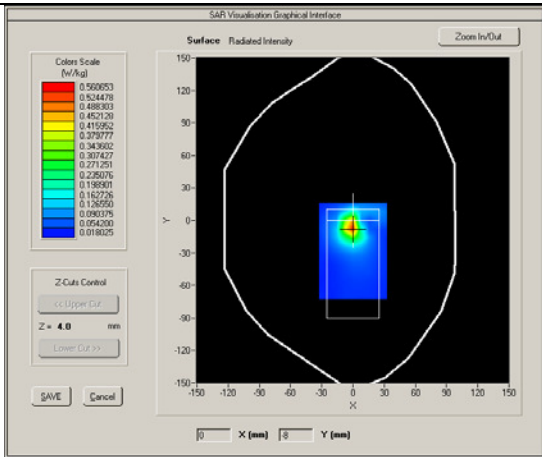 SAR Visualisation Graphical Interface
Surface Radiated Intensity
Zoom In/Out
Colors Scale
(W/kg)
0.560653
0.524478
0.488303
0.452128
0.415952
0.379777
0.343602
0.307427
0.271251
0.235076
0.198901
0.162726
0.126550
0.090375
0.054200
0.018025
150
120
90
60
30
0
-30
-60
-90
-120
-150
Y
-150 -120 -90 -60 -30 0 30 60 90 120 150
X
Z-Cuts Control
<< Upper Cut
Z = 4.0 mm
Lower Cut >>
SAVE Cancel
0 X (mm) -8 Y (mm)